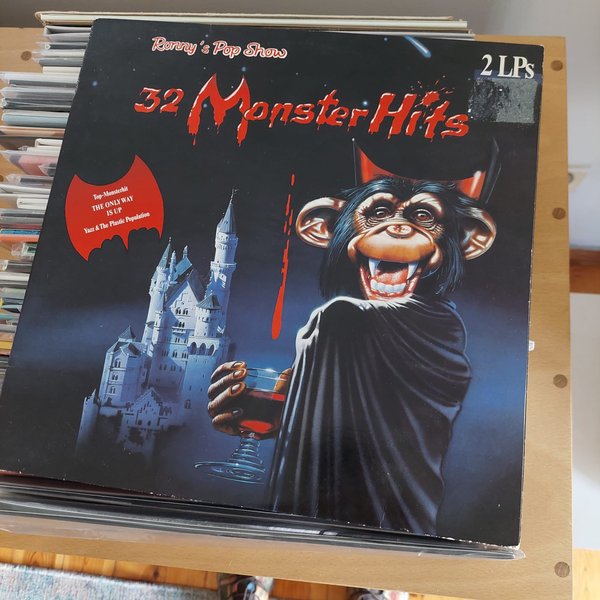 Ronny's Pop Show
2 LPs
32 Monster Hits
Top-Monsterhit
THE ONLY WAY
IS UP
Yazz & The Plastic Population